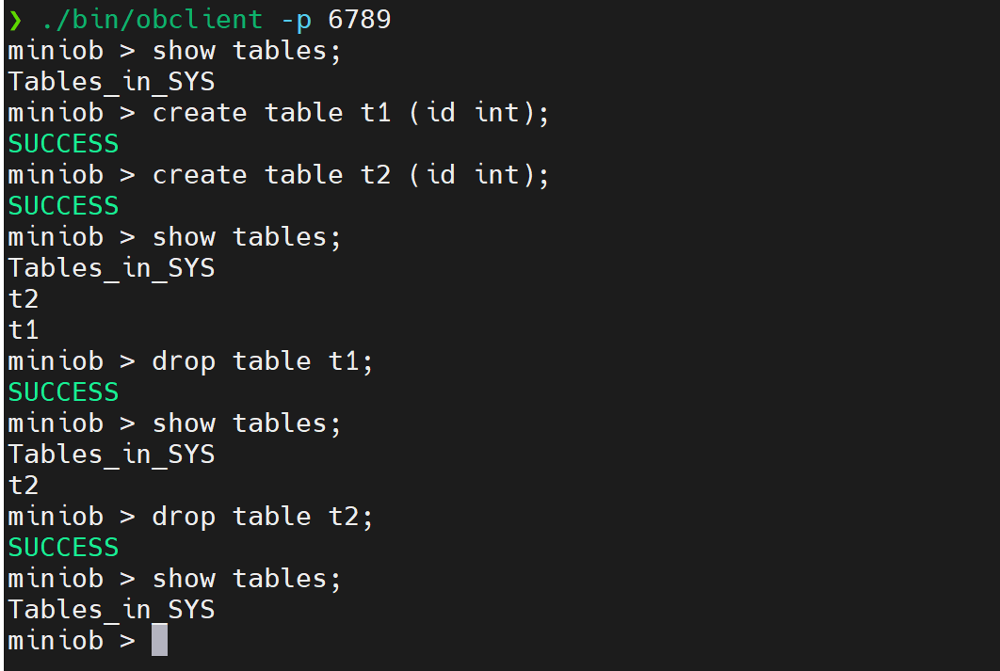 ❯ ./bin/obclient -p 6789
miniob > show tables;
Tables_in_SYS
miniob > create table t1 (id int);
SUCCESS
miniob > create table t2 (id int);
SUCCESS
miniob > show tables;
Tables_in_SYS
t2
t1
miniob > drop table t1;
SUCCESS
miniob > show tables;
Tables_in_SYS
t2
miniob > drop table t2;
SUCCESS
miniob > show tables;
Tables_in_SYS
miniob >